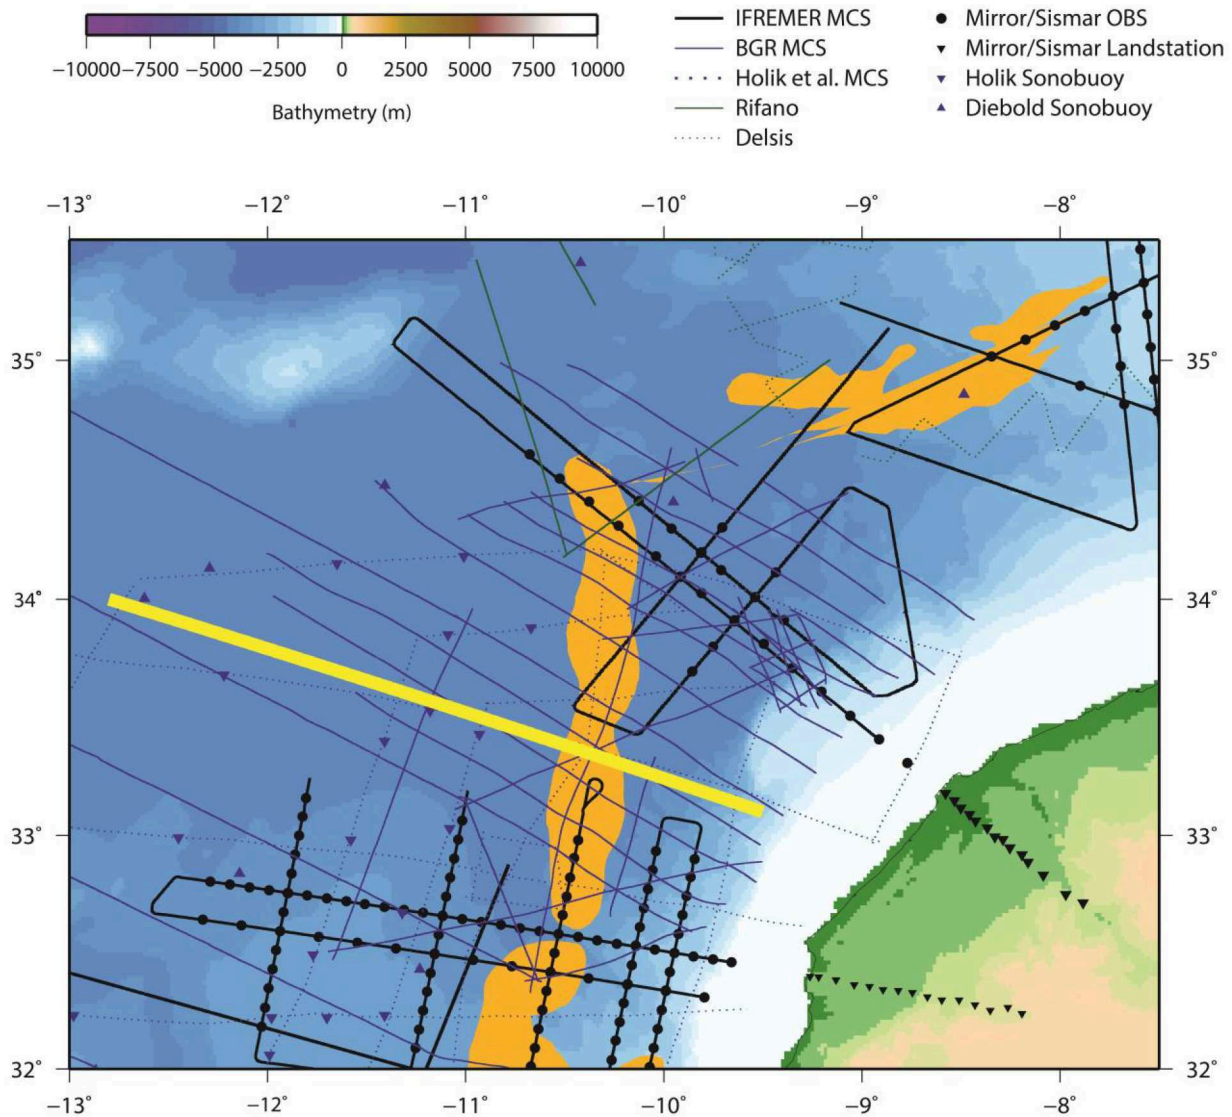 −10000 −7500 −5000 −2500 0 2500 5000 7500 10000
Bathymetry (m)
IFREMER MCS
BGR MCS
Holik et al. MCS
Rifano
Delsis
Mirror/Sismar OBS
Mirror/Sismar Landstation
Holik Sonobuoy
Diebold Sonobuoy
−13° −12° −11° −10° −9° −8°
35° 35°
34° 34°
33° 33°
32° 32°
−13° −12° −11° −10° −9° −8°